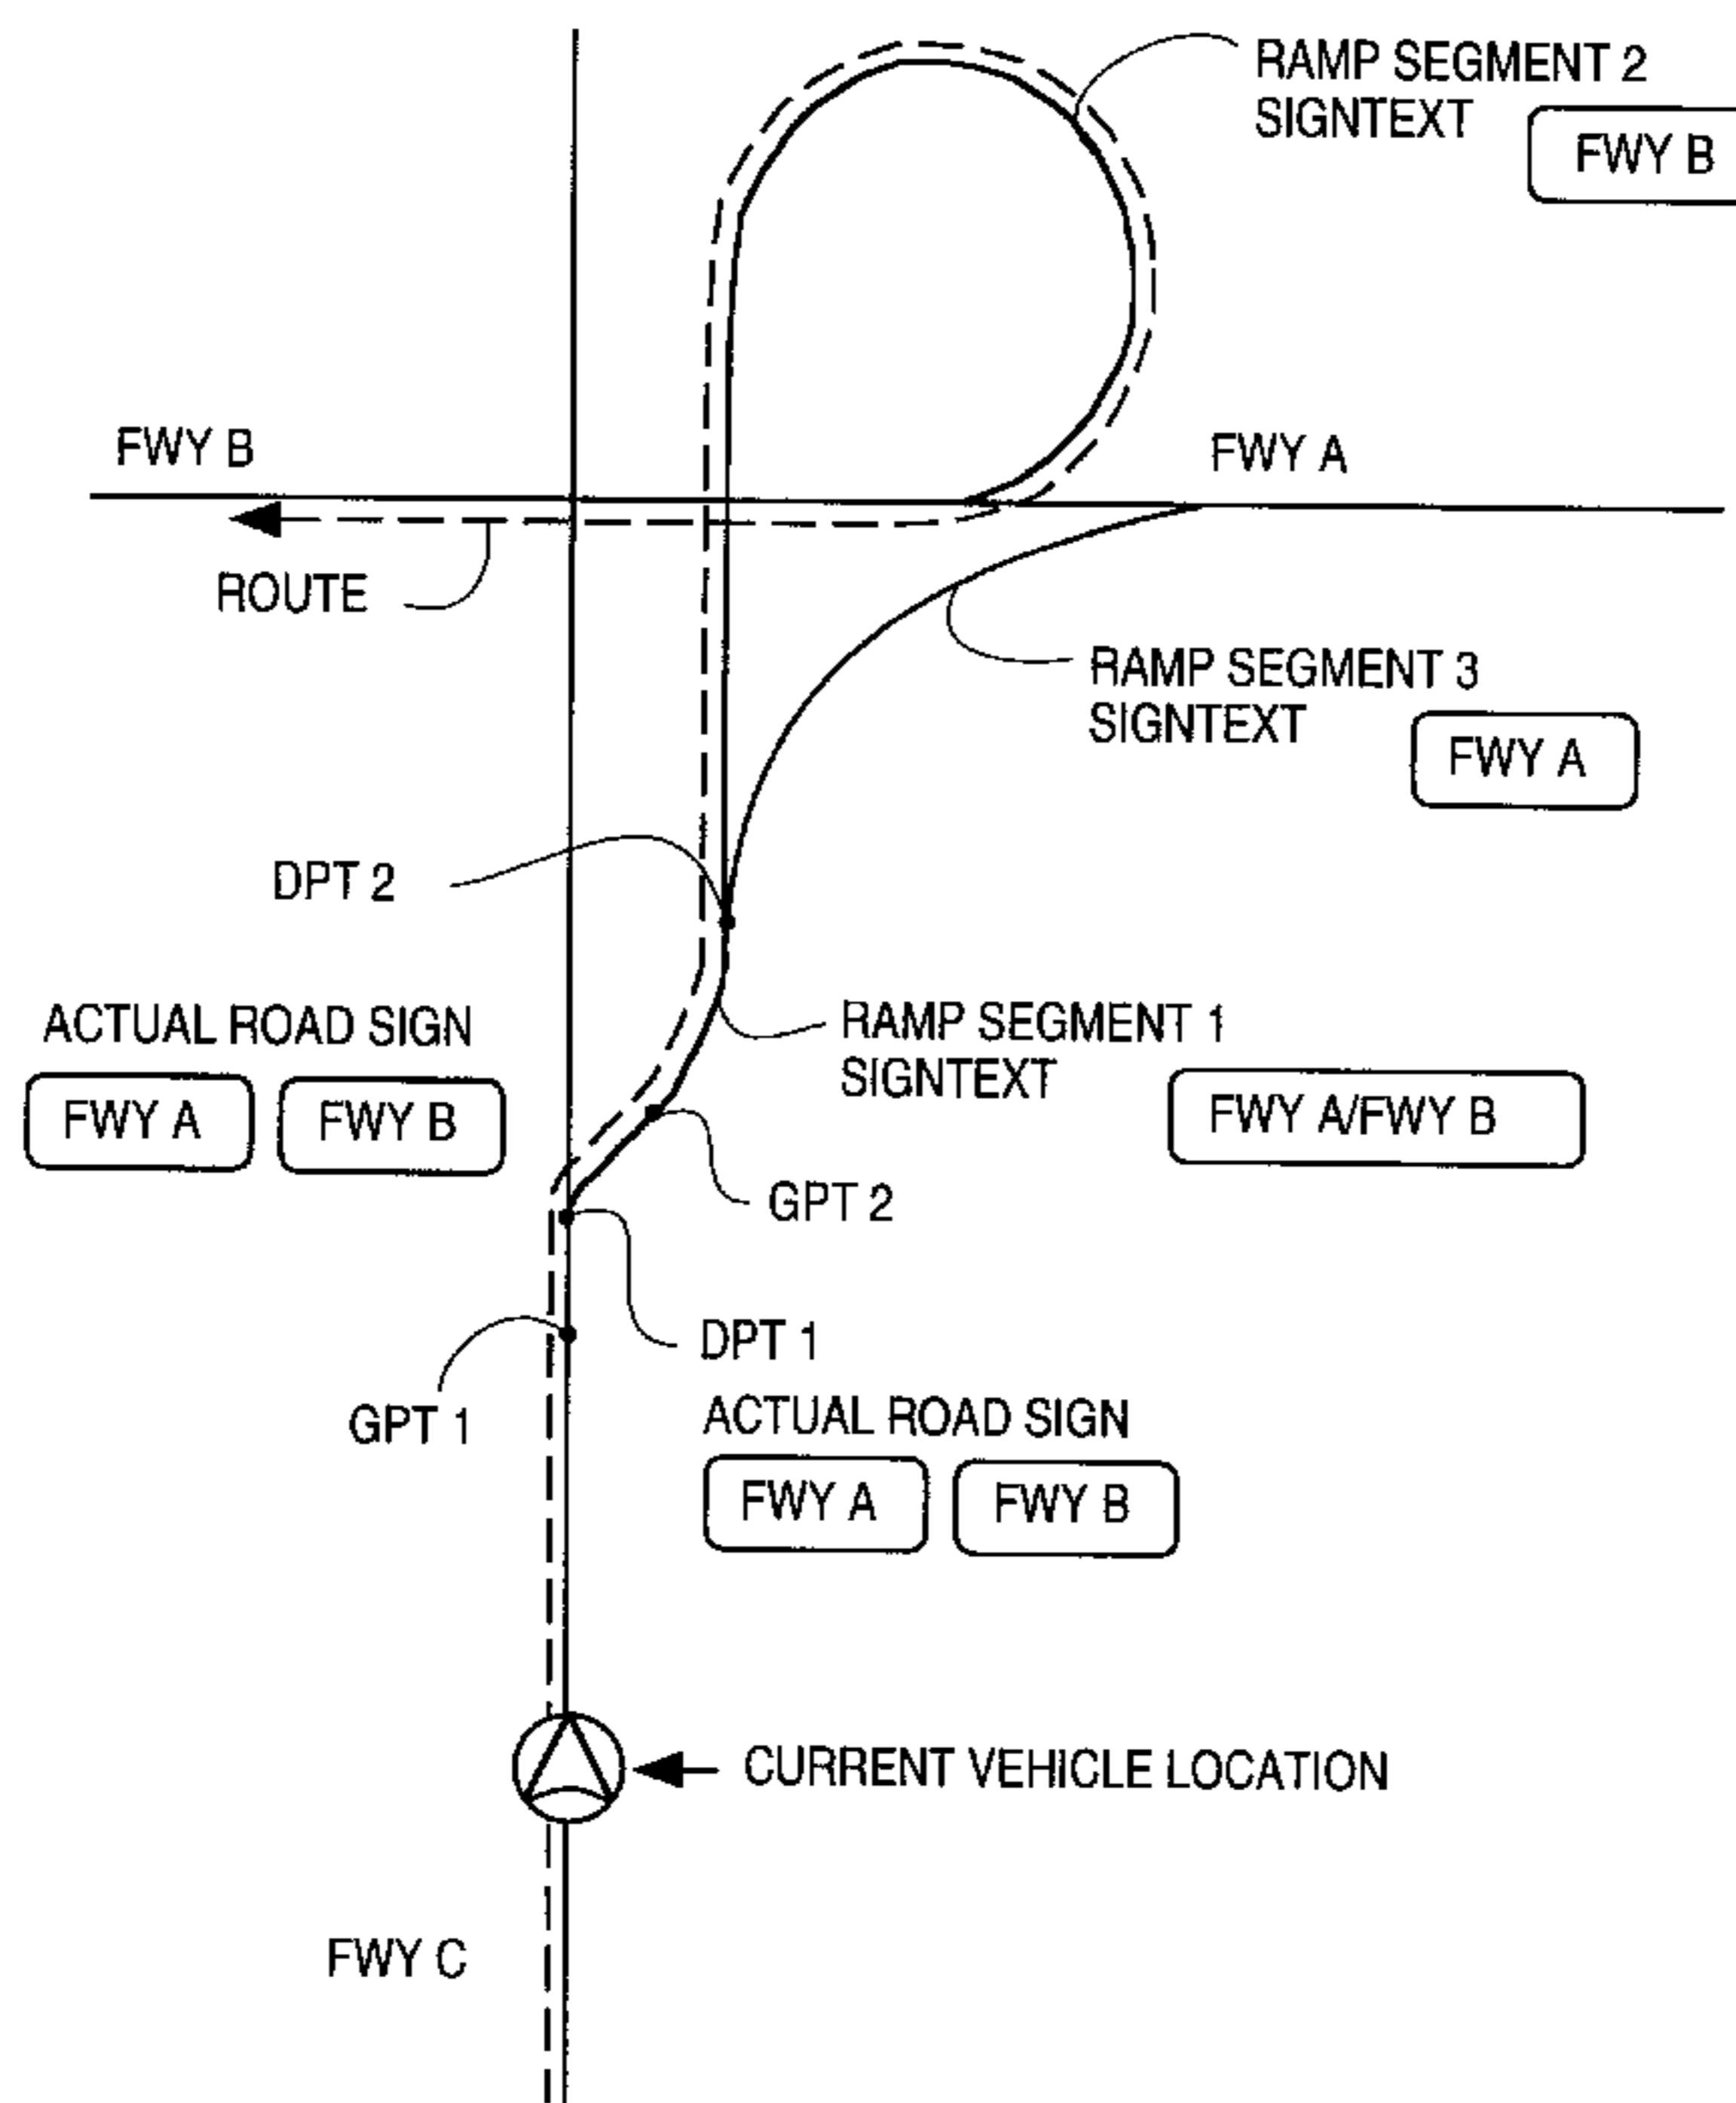 RAMP SEGMENT 2
SIGNTEXT
FWY B
FWY B
FWY A
ROUTE
RAMP SEGMENT 3
SIGNTEXT
FWY A
DPT 2
ACTUAL ROAD SIGN
FWY A
FWY B
RAMP SEGMENT 1
SIGNTEXT
FWY A/FWY B
GPT 2
DPT 1
GPT 1
ACTUAL ROAD SIGN
FWY A
FWY B
CURRENT VEHICLE LOCATION
FWY C